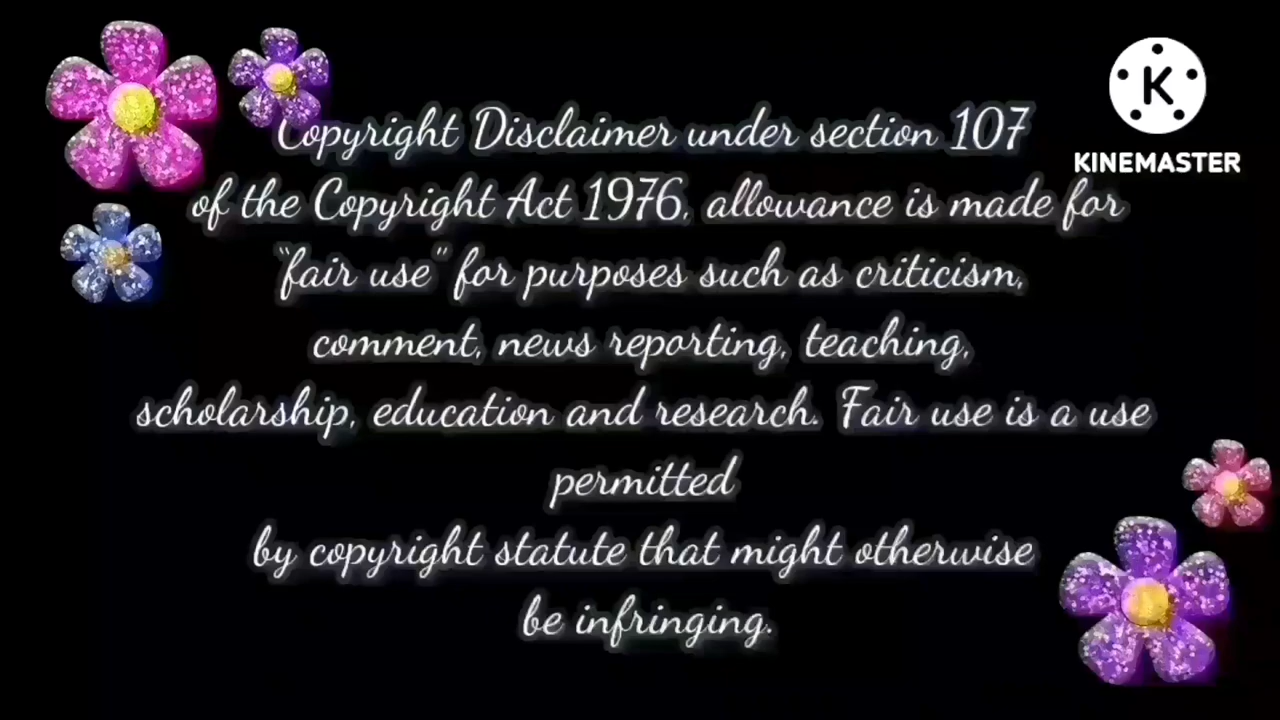 Copyright Disclaimer under section 107
of the Copyright Act 1976, allowance is made for
"fair use" for purposes such as criticism,
comment, news reporting, teaching,
scholarship, education and research. Fair use is a use
permitted
by copyright statute that might otherwise
be infringing.
K
KINEMASTER